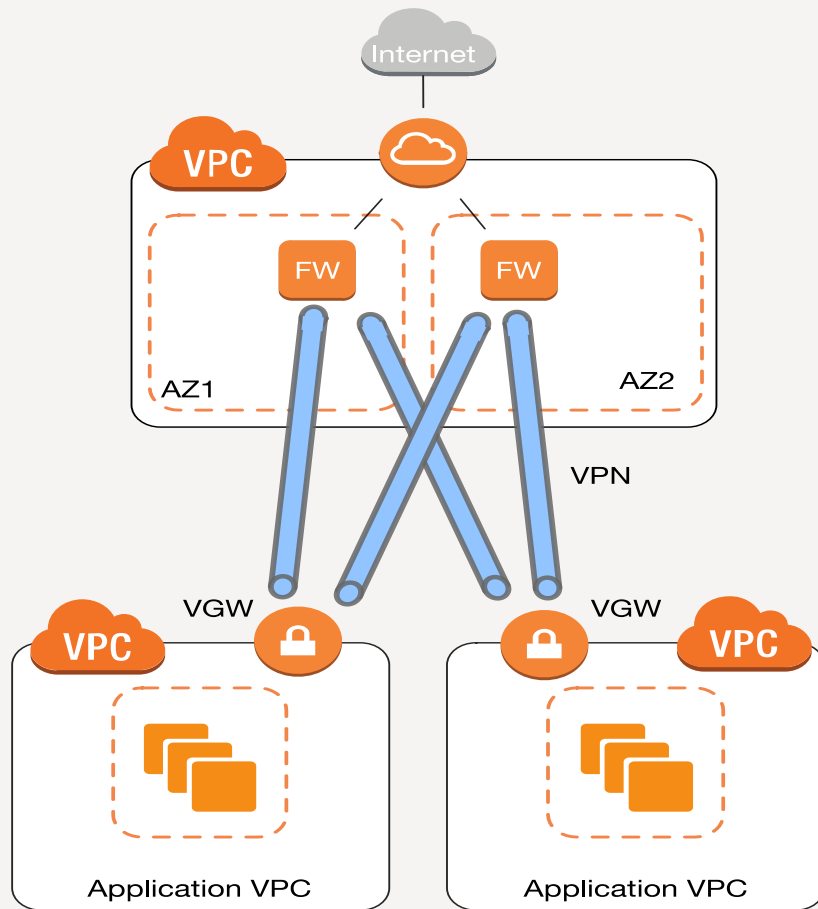 Internet
VPC
FW
FW
AZ1
AZ2
VPN
VGW
VGW
VPC
VPC
Application VPC
Application VPC